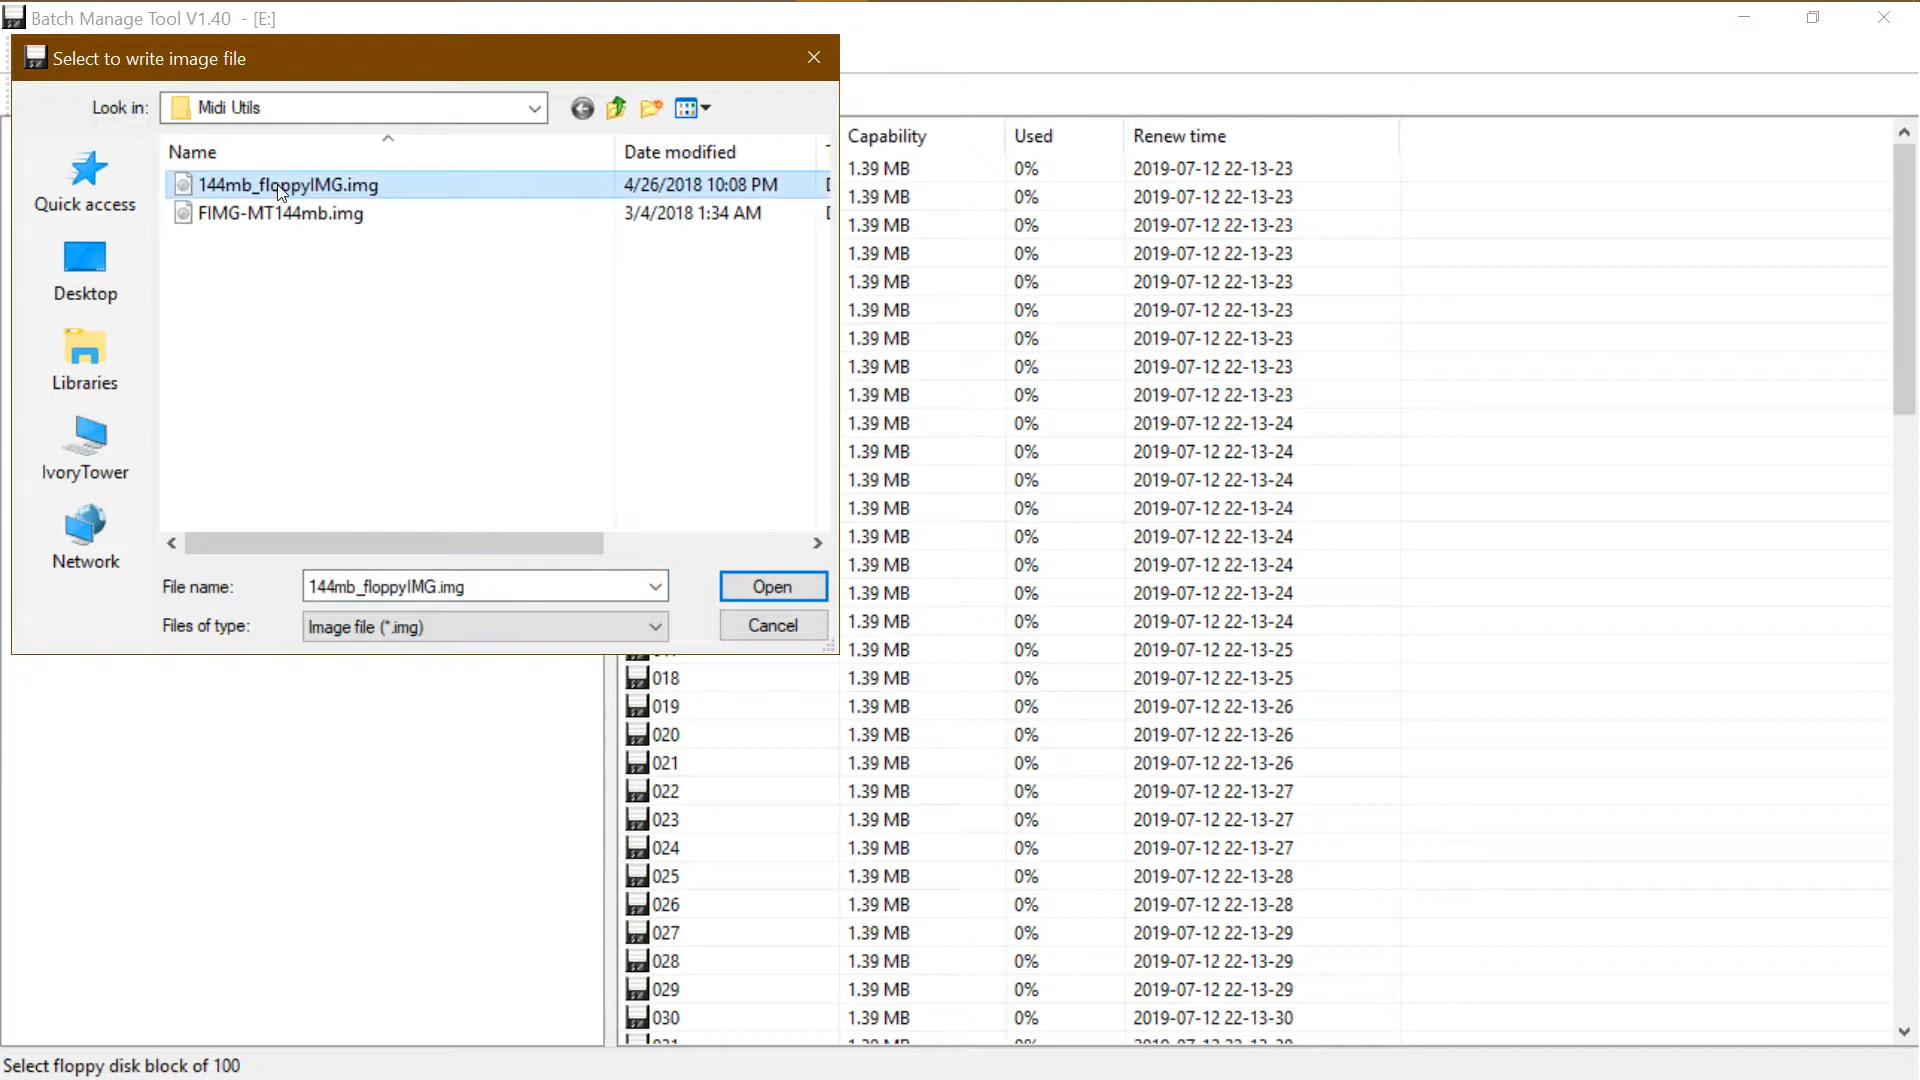 Batch Manage Tool V1.40 - [E:]
Select to write image file
Look in: Midi Utils
Name Date modified
144mb_floppyIMG.img 4/26/2018 10:08 PM
FIMG-MT144mb.img 3/4/2018 1:34 AM
Quick access
Desktop
Libraries
IvoryTower
Network
File name: 144mb_floppyIMG.img Open
Files of type: Image file (*.img) Cancel
Capability Used Renew time
1.39 MB 0% 2019-07-12 22-13-23
1.39 MB 0% 2019-07-12 22-13-23
1.39 MB 0% 2019-07-12 22-13-23
1.39 MB 0% 2019-07-12 22-13-23
1.39 MB 0% 2019-07-12 22-13-23
1.39 MB 0% 2019-07-12 22-13-23
1.39 MB 0% 2019-07-12 22-13-23
1.39 MB 0% 2019-07-12 22-13-23
1.39 MB 0% 2019-07-12 22-13-23
1.39 MB 0% 2019-07-12 22-13-24
1.39 MB 0% 2019-07-12 22-13-24
1.39 MB 0% 2019-07-12 22-13-24
1.39 MB 0% 2019-07-12 22-13-24
1.39 MB 0% 2019-07-12 22-13-24
1.39 MB 0% 2019-07-12 22-13-24
1.39 MB 0% 2019-07-12 22-13-24
1.39 MB 0% 2019-07-12 22-13-24
1.39 MB 0% 2019-07-12 22-13-25
018 1.39 MB 0% 2019-07-12 22-13-25
019 1.39 MB 0% 2019-07-12 22-13-26
020 1.39 MB 0% 2019-07-12 22-13-26
021 1.39 MB 0% 2019-07-12 22-13-26
022 1.39 MB 0% 2019-07-12 22-13-27
023 1.39 MB 0% 2019-07-12 22-13-27
024 1.39 MB 0% 2019-07-12 22-13-27
025 1.39 MB 0% 2019-07-12 22-13-28
026 1.39 MB 0% 2019-07-12 22-13-28
027 1.39 MB 0% 2019-07-12 22-13-29
028 1.39 MB 0% 2019-07-12 22-13-29
029 1.39 MB 0% 2019-07-12 22-13-29
030 1.39 MB 0% 2019-07-12 22-13-30
Select floppy disk block of 100